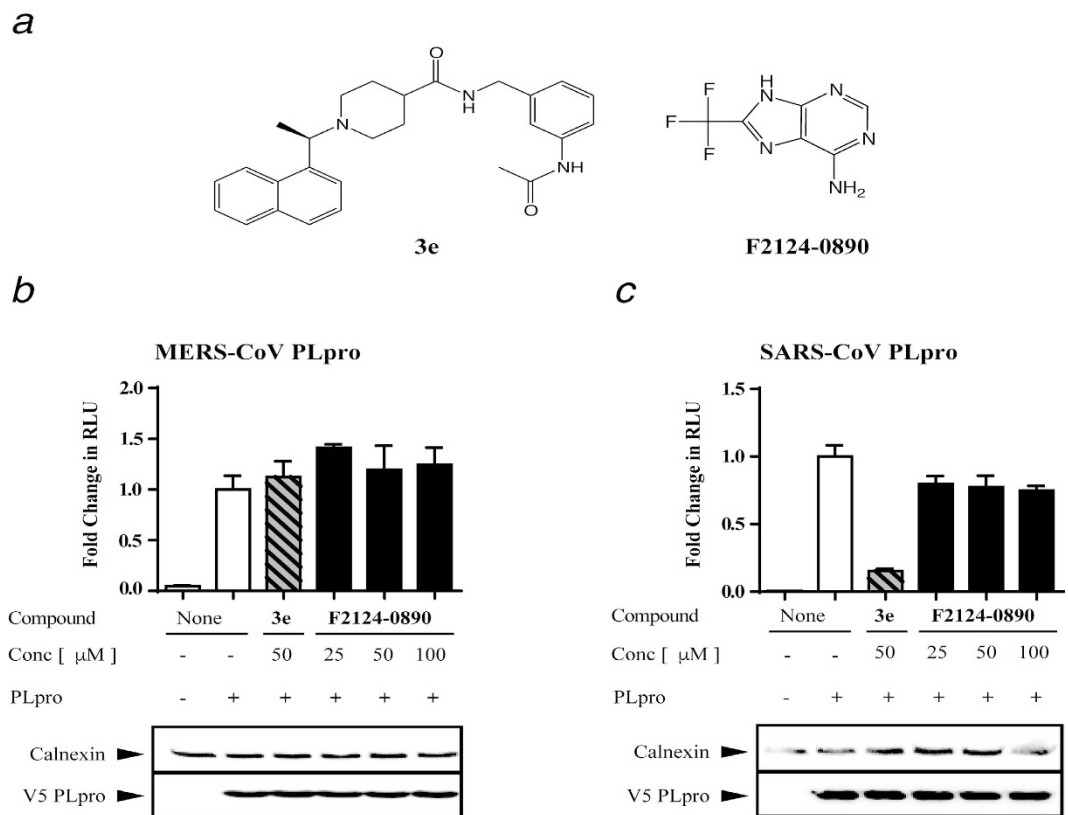 a
O
N
N
H
NH
O
3e
F
F
F
H
N
N
N
N
NH2
F2124-0890
b
MERS-CoV PLpro
Fold Change in RLU
2.0
1.5
1.0
0.5
0.0
Compound None 3e F2124-0890
Conc [ µM ] - - 50 25 50 100
PLpro - + + + + +
Calnexin
V5 PLpro
c
SARS-CoV PLpro
Fold Change in RLU
1.5
1.0
0.5
0.0
Compound None 3e F2124-0890
Conc [ µM ] - - 50 25 50 100
PLpro - + + + + +
Calnexin
V5 PLpro